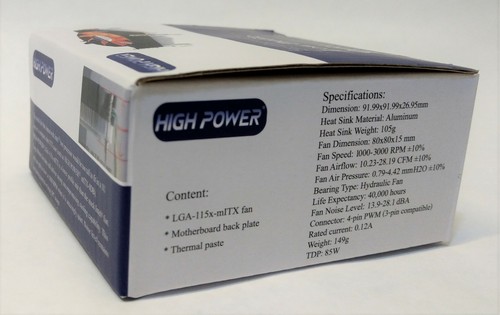 HIGH POWER
HIGH POWER
Content:
* LGA-115x-mITX fan
* Motherboard back plate
* Thermal paste
Specifications:
Dimension: 91.99x91.99x26.95mm
Heat Sink Material: Aluminum
Heat Sink Weight: 105g
Fan Dimension: 80x80x15 mm
Fan Speed: 1000-3000 RPM ±10%
Fan Airflow: 10.23-28.19 CFM ±10%
Fan Air Pressure: 0.79-4.42 mmH2O ±10%
Bearing Type: Hydraulic Fan
Life Expectancy: 40,000 hours
Fan Noise Level: 13.9-28.1 dBA
Connector: 4-pin PWM (3-pin compatible)
Rated current: 0.12A
Weight: 149g
TDP: 85W